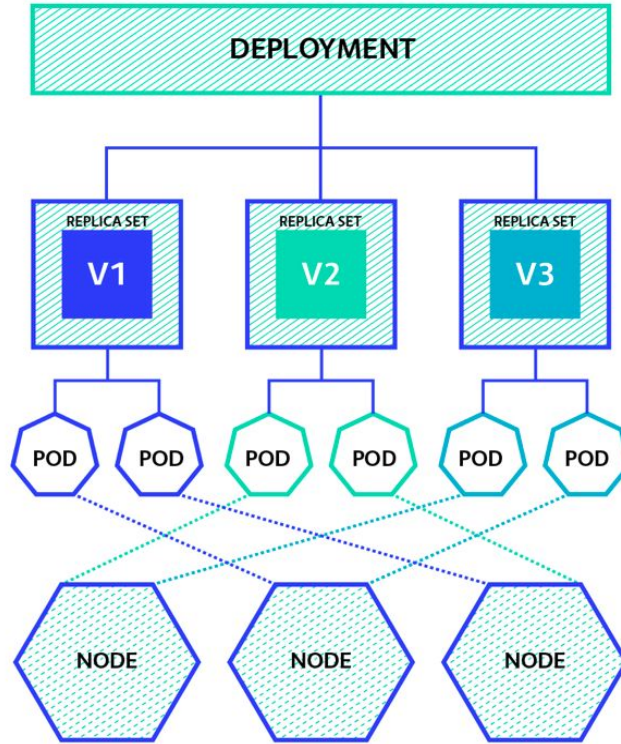 DEPLOYMENT
REPLICA SET REPLICA SET REPLICA SET
V1 V2 V3
POD POD POD POD POD POD
NODE NODE NODE